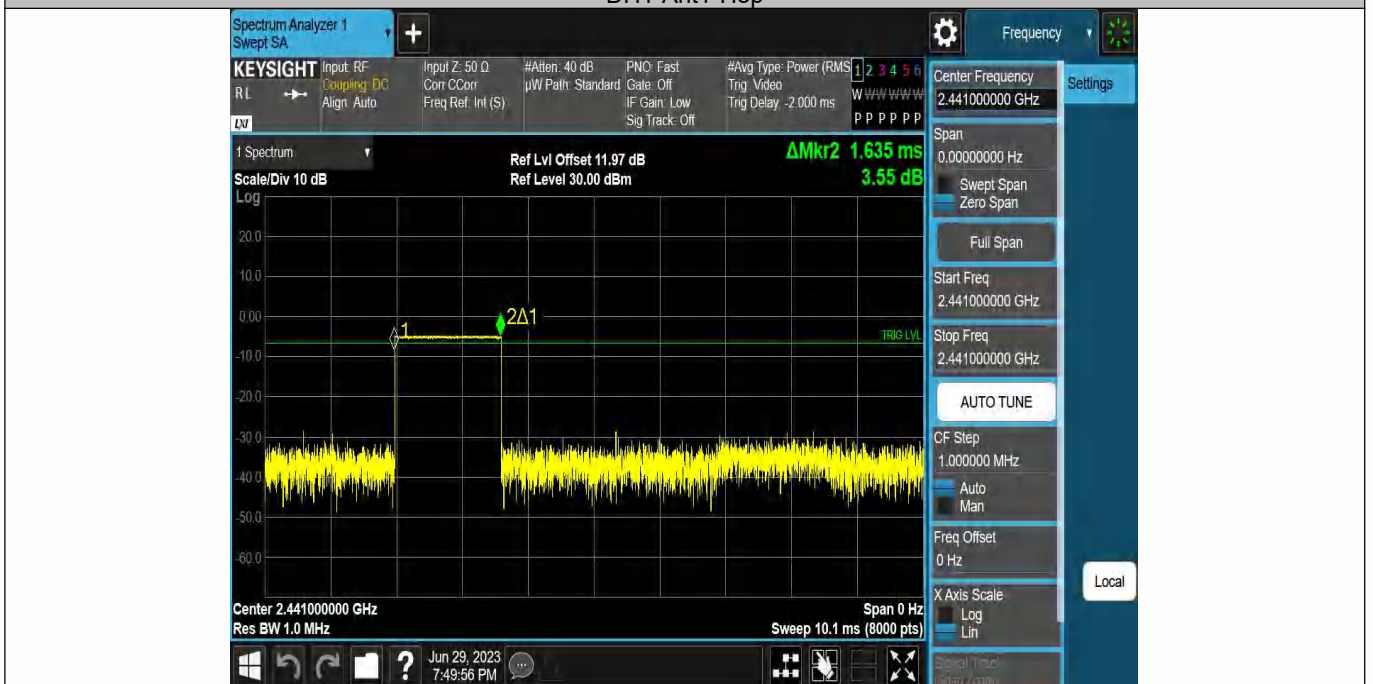 Spectrum Analyzer 1
Swept SA
+
Frequency
KEYSIGHT
RL
LXI
Input: RF
Coupling: DC
Align: Auto
Input Z: 50 Ω
Corr CCorr
Freq Ref: Int (S)
#Atten: 40 dB
µW Path: Standard
PNO: Fast
Gate: Off
IF Gain: Low
Sig Track: Off
#Avg Type: Power (RMS
Trig: Video
Trig Delay: -2.000 ms
1 2 3 4 5 6
W W W W W W
P P P P P P
Center Frequency
2.441000000 GHz
Settings
Span
0.00000000 Hz
Swept Span
Zero Span
Full Span
Start Freq
2.441000000 GHz
Stop Freq
2.441000000 GHz
AUTO TUNE
CF Step
1.000000 MHz
Auto
Man
Freq Offset
0 Hz
X Axis Scale
Log
Lin
Local
1 Spectrum
Scale/Div 10 dB
Log
Ref Lvl Offset 11.97 dB
Ref Level 30.00 dBm
ΔMkr2 1.635 ms
3.55 dB
20.0
10.0
0.00
-10.0
-20.0
-30.0
-40.0
-50.0
-60.0
1
2Δ1
TRIG LVL
Center 2.441000000 GHz
Res BW 1.0 MHz
Span 0 Hz
Sweep 10.1 ms (8000 pts)
?
Jun 29, 2023
7:49:56 PM